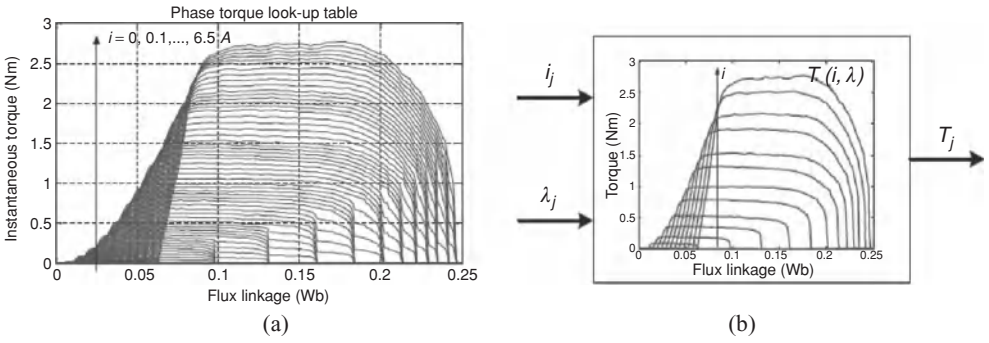 Phase torque look-up table
i = 0, 0.1,..., 6.5 A
Instantaneous torque (Nm)
3
2.5
2
1.5
1
0.5
0
0
0.05
0.1
0.15
0.2
0.25
Flux linkage (Wb)
(a)
i_j
λ_j
T (i, λ)
i
Torque (Nm)
3
2.5
2
1.5
1
0.5
0
0
0.05
0.1
0.15
0.2
0.25
Flux linkage (Wb)
T_j
(b)